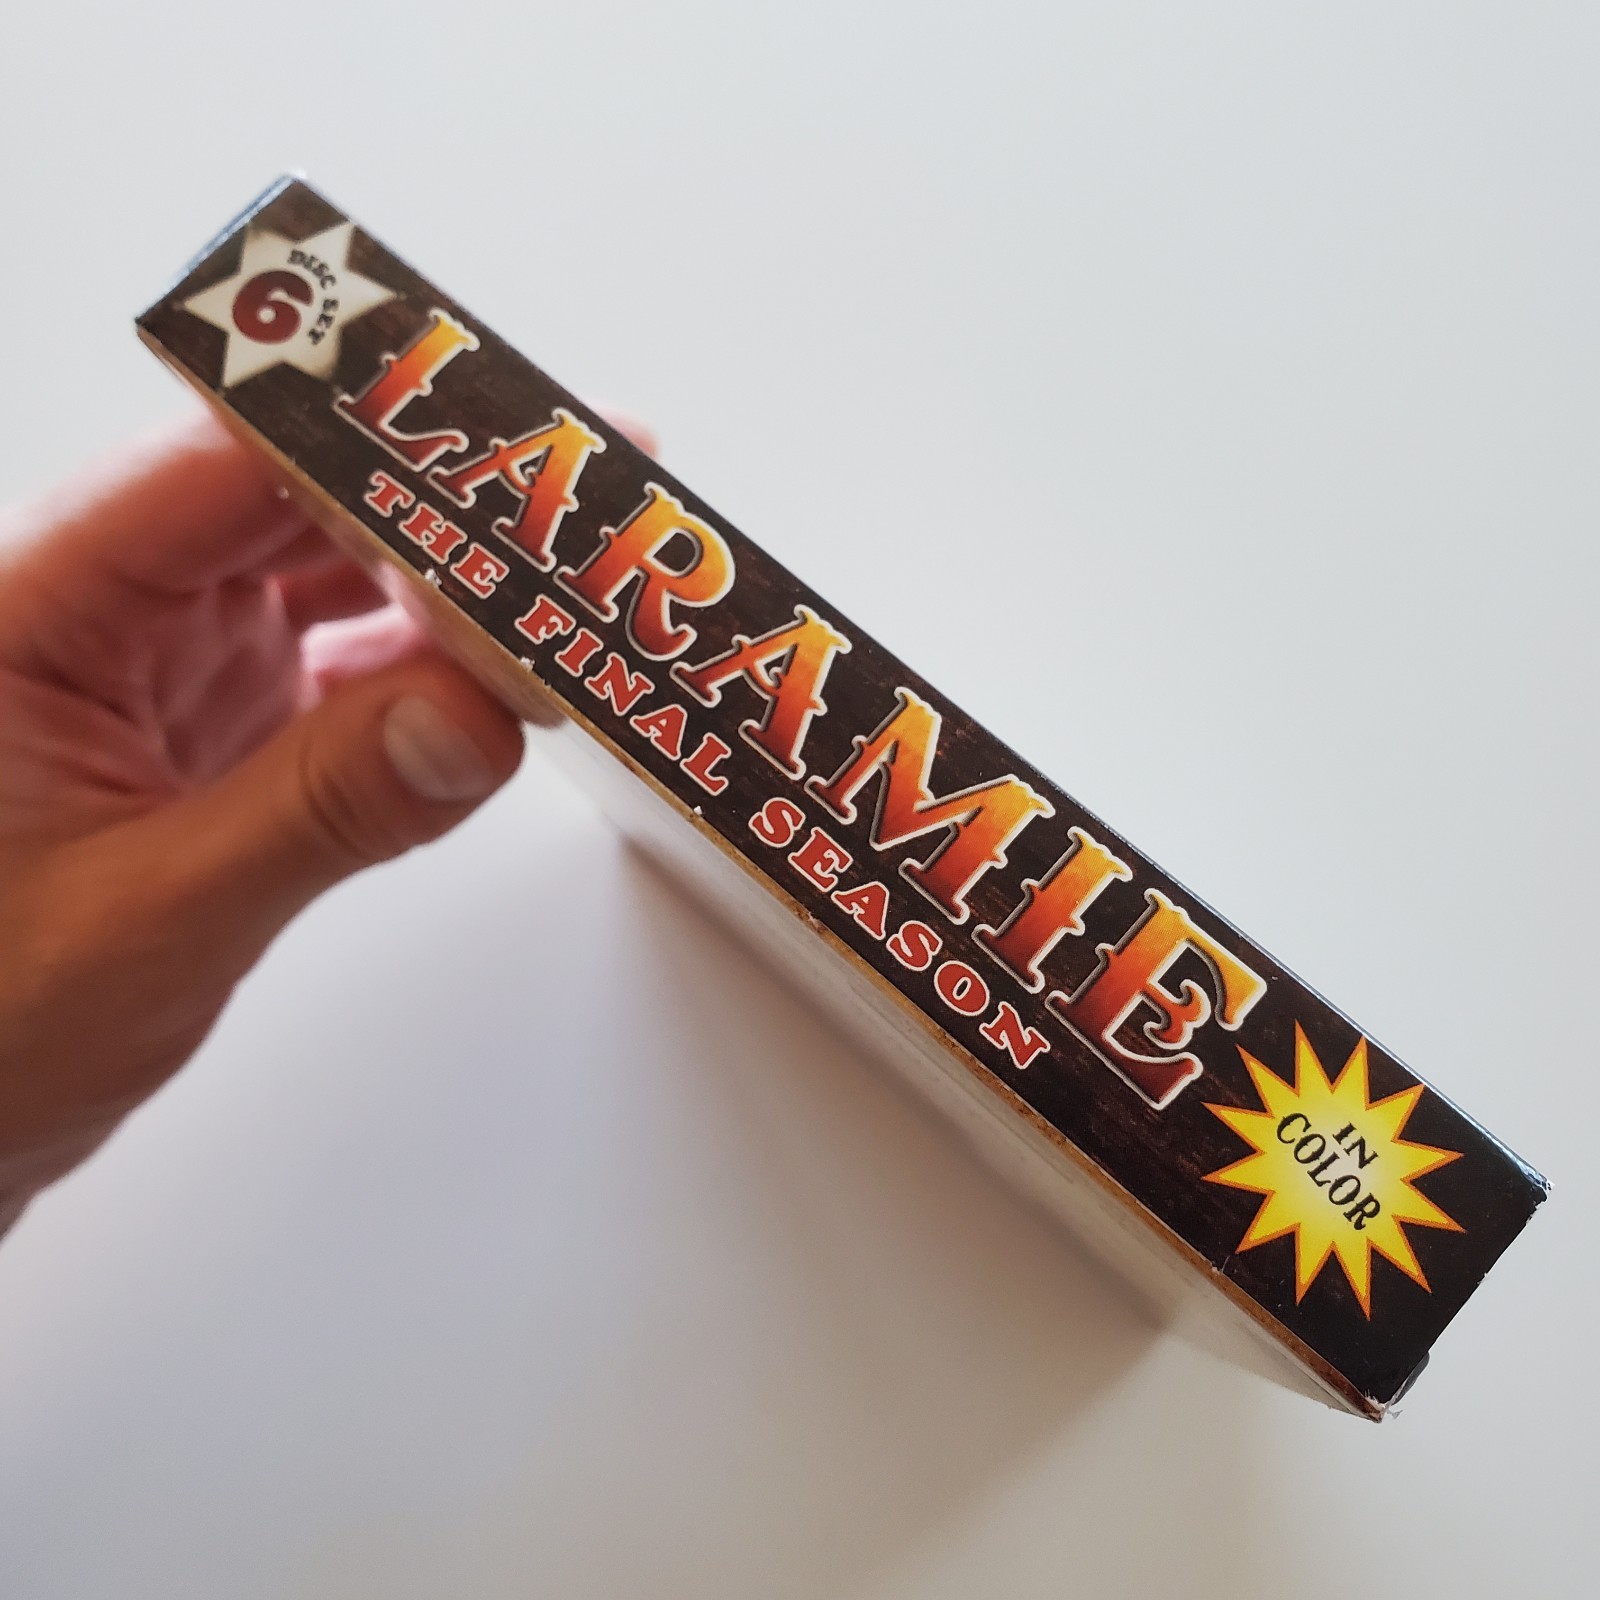 DISC SET
6
LARAMIE
THE FINAL SEASON
IN
COLOR